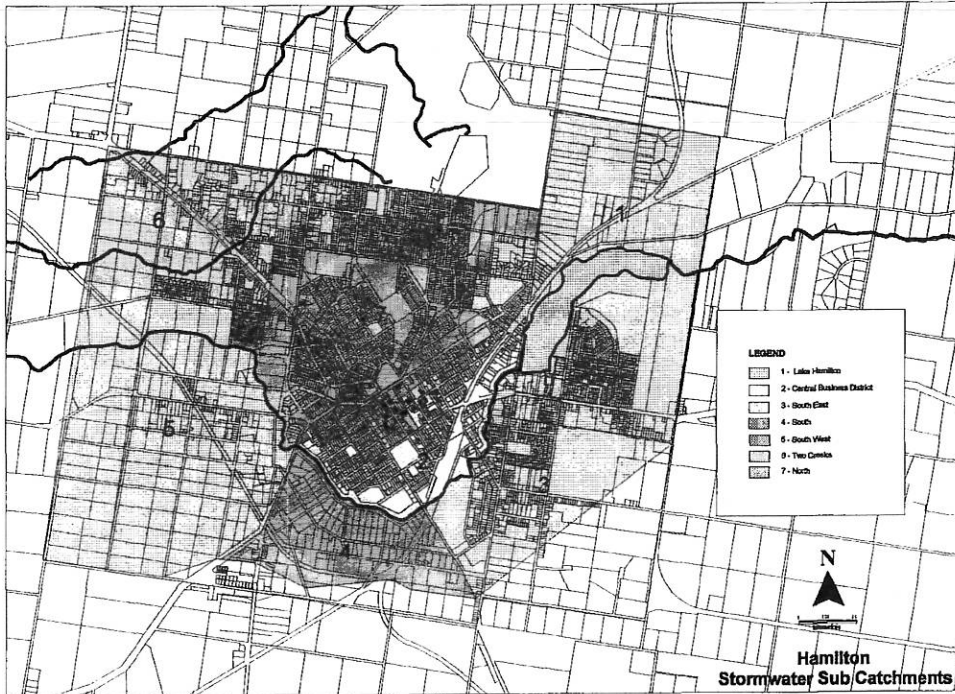 1
6
5
3
4
LEGEND
1 - Lake Hamilton
2 - Central Business District
3 - South East
4 - South
5 - South West
6 - Two Creeks
7 - North
N
Hamilton
Stormwater Sub Catchments